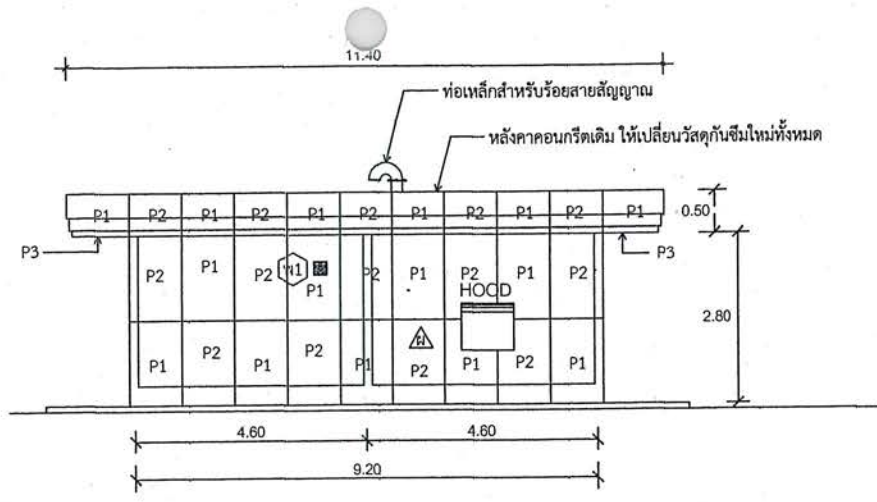 11.40
ท่อเหล็กสำหรับร้อยสายสัญญาณ
หลังคาคอนกรีตเดิม ให้เปลี่ยนวัสดุกันซึมใหม่ทั้งหมด
P1 P2 P1 P2 P1 P2 P1 P2 P1 P2 P1
0.50
P3 P3
P2 P1 P2 P1 P2 P1 P2 P1 P2
HOOD
2.80
ผ
P1 P2 P1 P2 P1 P2 P1 P2 P1
4.60 4.60
9.20